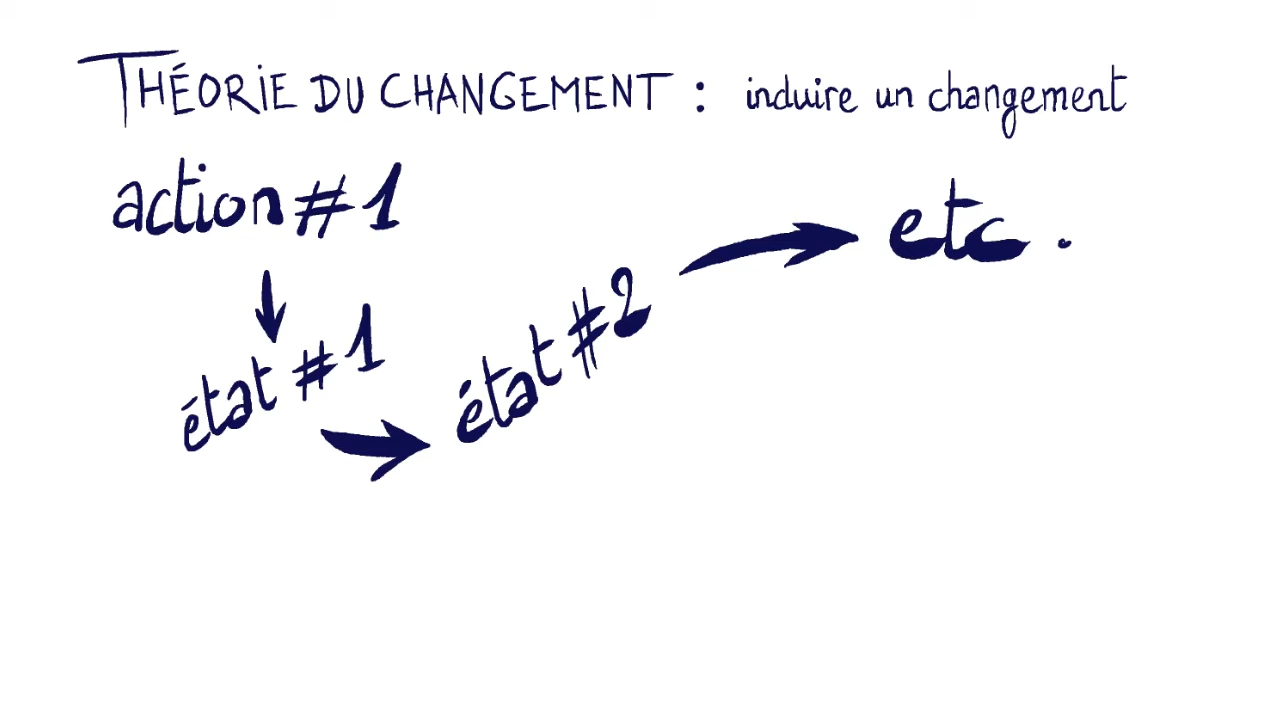 THÉORIE DU CHANGEMENT : induire un changement
action #1
état #1
état #2
etc.